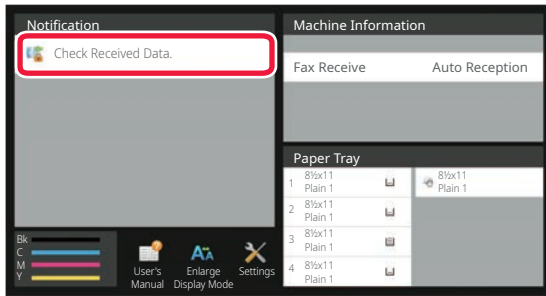 Notification
Check Received Data.
Machine Information
Fax Receive Auto Reception
Paper Tray
1 8½x11
Plain 1
2 8½x11
Plain 1
3 8½x11
Plain 1
4 8½x11
Plain 1
8½x11
Plain 1
Bk
C
M
Y
User's
Manual
Enlarge
Display Mode
Settings